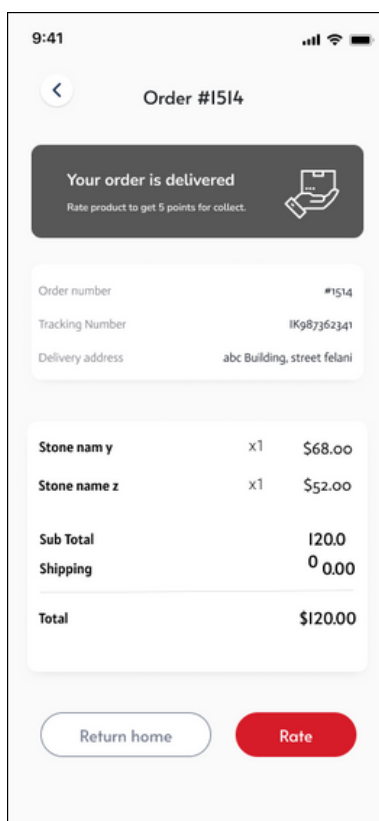 9:41
Order #1514
Your order is delivered
Rate product to get 5 points for collect.
Order number #1514
Tracking Number IK987362341
Delivery address abc Building, street felani
Stone nam y x1 $68.00
Stone name z x1 $52.00
Sub Total 120.0
0
Shipping 0.00
Total $120.00
Return home Rate